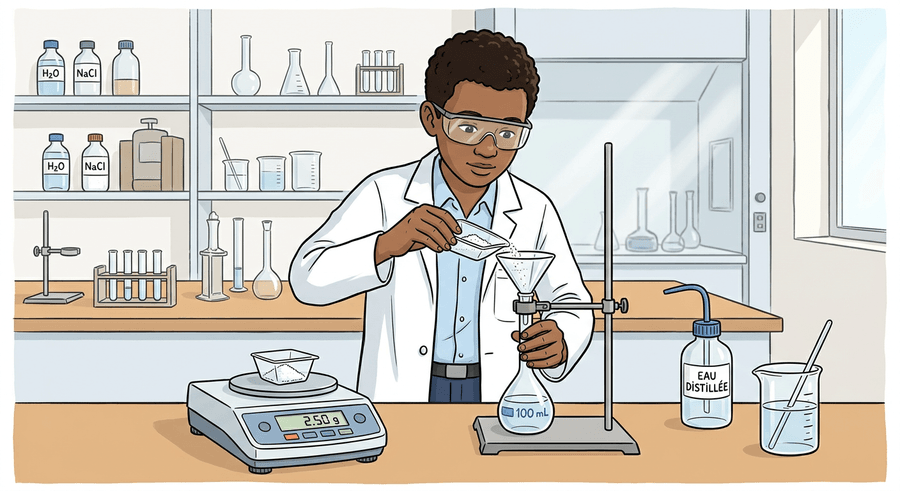 H₂O
NaCl
H₂O
NaCl
2.50 g
100 mL
EAU
DISTILLÉE